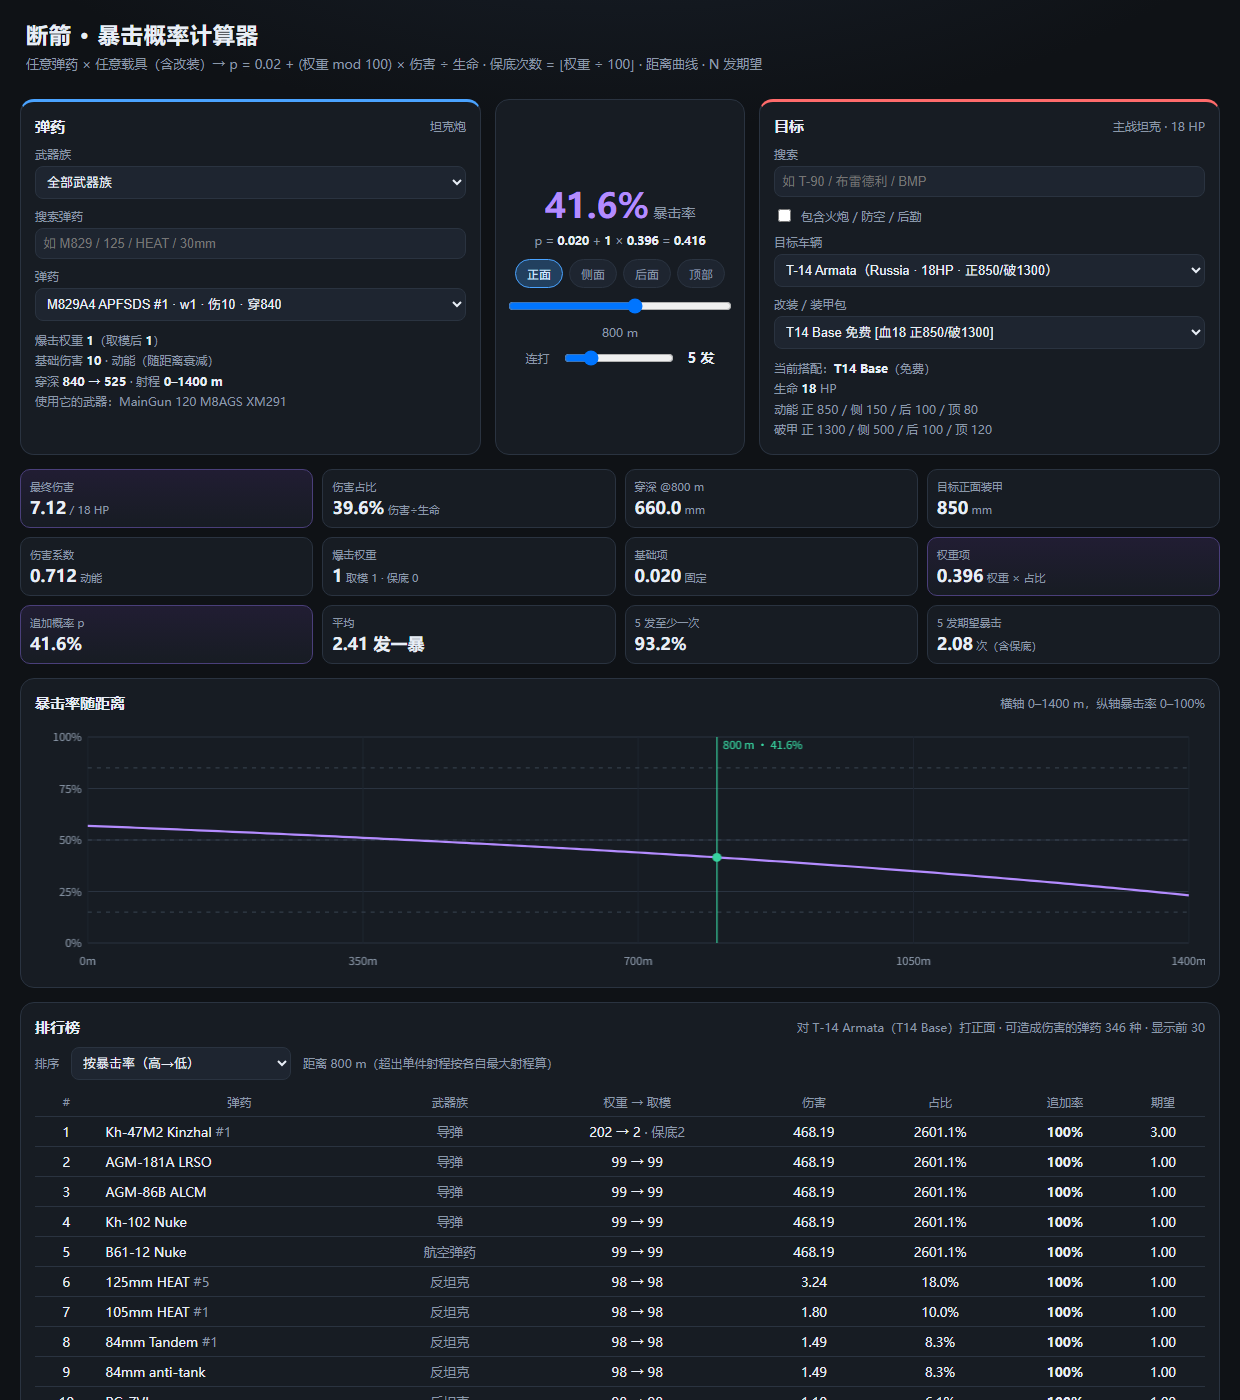 断箭 · 暴击概率计算器
任意弹药 × 任意载具（含改装）→ p = 0.02 + (权重 mod 100) × 伤害 ÷ 生命 · 保底次数 = ⌊权重 ÷ 100⌋ · 距离曲线 · N 发期望
弹药
坦克炮
武器族
全部武器族
搜索弹药
如 M829 / 125 / HEAT / 30mm
弹药
M829A4 APFSDS #1 · w1 · 伤10 · 穿840
爆击权重 1（取模后 1）
基础伤害 10 · 动能（随距离衰减）
穿深 840 → 525 · 射程 0–1400 m
使用它的武器：MainGun 120 M8AGS XM291
41.6% 暴击率
p = 0.020 + 1 × 0.396 = 0.416
正面
侧面
后面
顶部
800 m
连打
5 发
目标
主战坦克 · 18 HP
搜索
如 T-90 / 布雷德利 / BMP
包含火炮 / 防空 / 后勤
目标车辆
T-14 Armata（Russia · 18HP · 正850/破1300）
改装 / 装甲包
T14 Base 免费 [血18 正850/破1300]
当前搭配：T14 Base（免费）
生命 18 HP
动能 正 850 / 侧 150 / 后 100 / 顶 80
破甲 正 1300 / 侧 500 / 后 100 / 顶 120
最终伤害
7.12 / 18 HP
伤害占比
39.6% 伤害÷生命
穿深 @800 m
660.0 mm
目标正面装甲
850 mm
伤害系数
0.712 动能
爆击权重
1 取模 1 · 保底 0
基础项
0.020 固定
权重项
0.396 权重 × 占比
追加概率 p
41.6%
平均
2.41 发一暴
5 发至少一次
93.2%
5 发期望暴击
2.08 次（含保底）
暴击率随距离
横轴 0–1400 m，纵轴暴击率 0–100%
100%
800 m · 41.6%
75%
50%
25%
0%
0m 350m 700m 1050m 1400m
排行榜
对 T-14 Armata（T14 Base）打正面 · 可造成伤害的弹药 346 种 · 显示前 30
排序 按暴击率（高→低） 距离 800 m（超出单件射程按各自最大射程算）
# 弹药 武器族 权重 → 取模 伤害 占比 追加率 期望
1 Kh-47M2 Kinzhal #1 导弹 202 → 2 · 保底2 468.19 2601.1% 100% 3.00
2 AGM-181A LRSO 导弹 99 → 99 468.19 2601.1% 100% 1.00
3 AGM-86B ALCM 导弹 99 → 99 468.19 2601.1% 100% 1.00
4 Kh-102 Nuke 导弹 99 → 99 468.19 2601.1% 100% 1.00
5 B61-12 Nuke 航空弹药 99 → 99 468.19 2601.1% 100% 1.00
6 125mm HEAT #5 反坦克 98 → 98 3.24 18.0% 100% 1.00
7 105mm HEAT #1 反坦克 98 → 98 1.80 10.0% 100% 1.00
8 84mm Tandem #1 反坦克 98 → 98 1.49 8.3% 100% 1.00
9 84mm anti-tank 反坦克 98 → 98 1.49 8.3% 100% 1.00